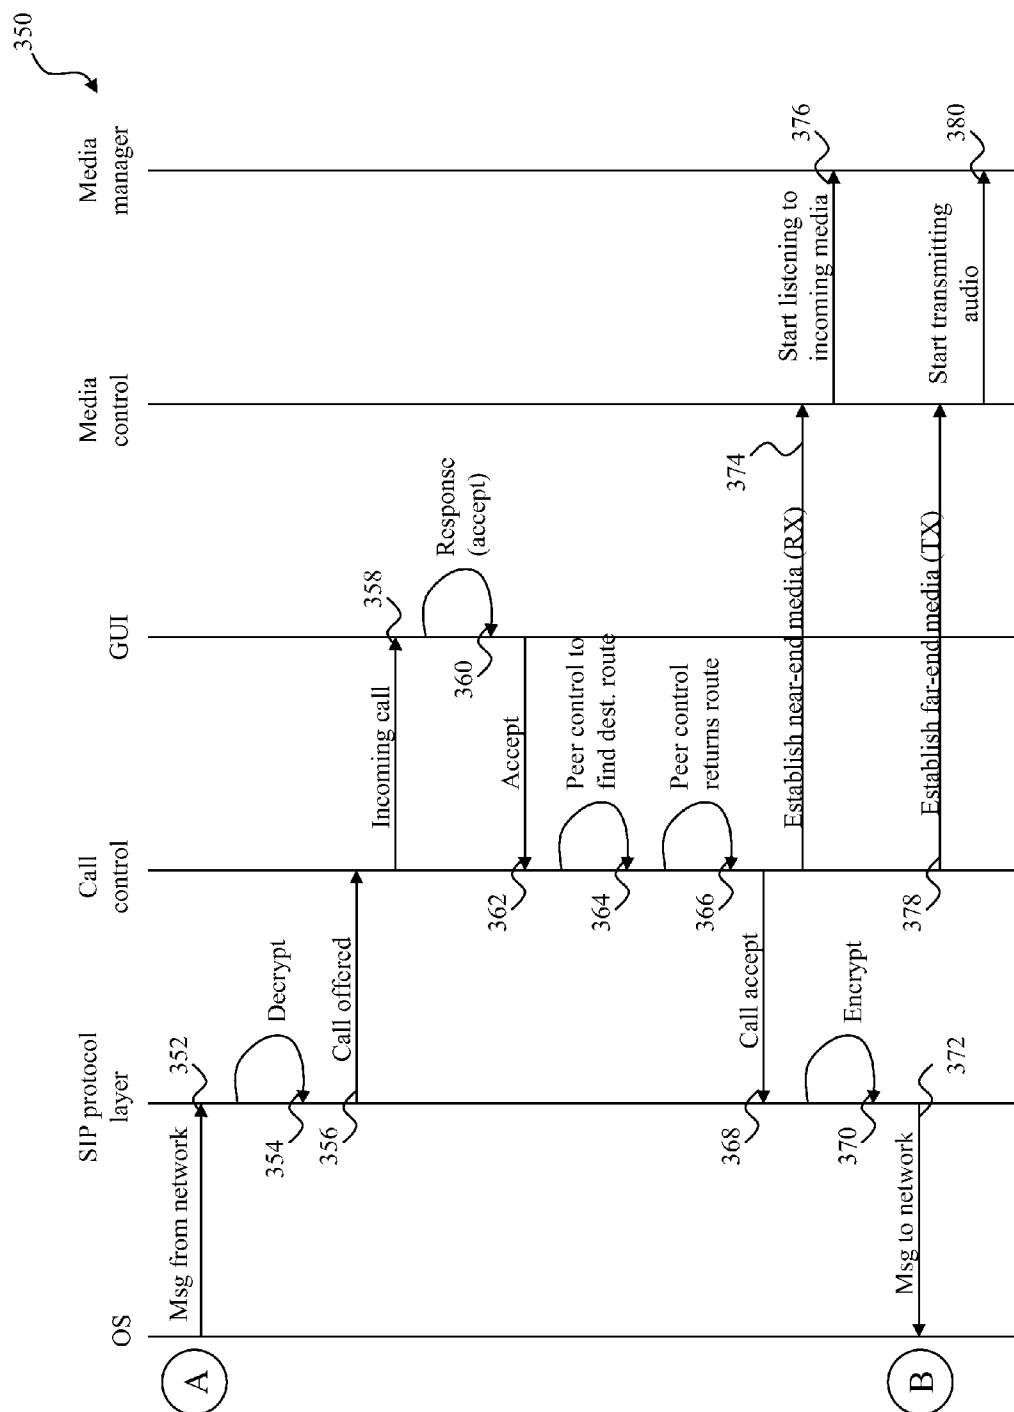 350
OS
SIP protocol
layer
Call
control
GUI
Media
control
Media
manager
A
Msg from network
352
Decrypt
354
Call offered
356
Incoming call
358
Response
(accept)
360
Accept
362
Peer control to
find dest. route
364
Peer control
returns route
366
Call accept
368
Establish near-end media (RX)
374
Start listening to
incoming media
376
Encrypt
370
B
Msg to network
372
Establish far-end media (TX)
378
Start transmitting
audio
380